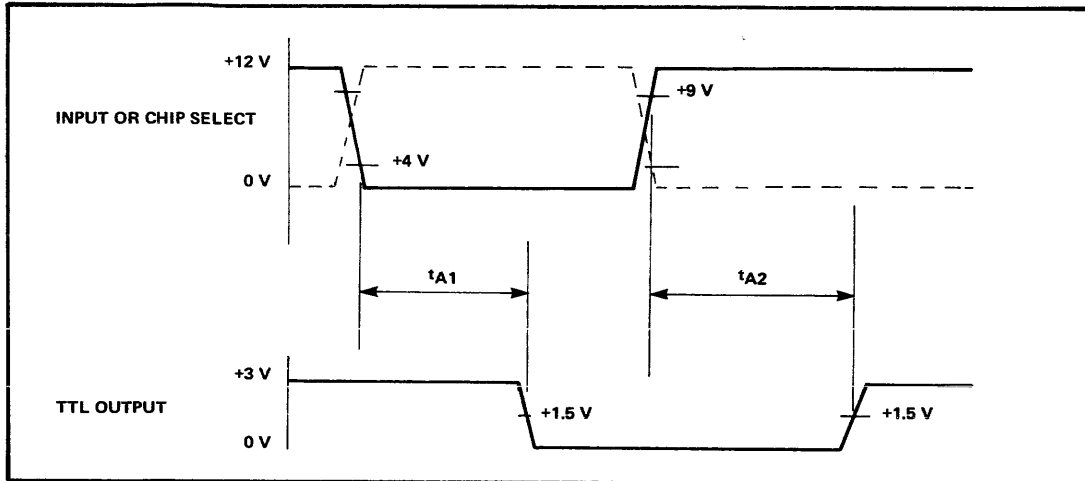 +12 V
+9 V
INPUT OR CHIP SELECT
+4 V
0 V
tA1
tA2
+3 V
TTL OUTPUT
+1.5 V
+1.5 V
0 V